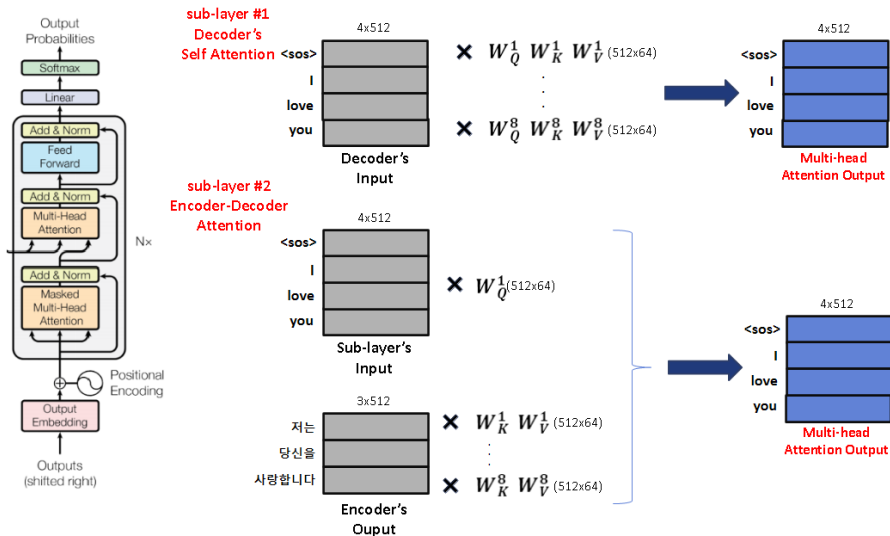 Output
Probabilities
Softmax
Linear
Add & Norm
Feed
Forward
Add & Norm
Multi-Head
Attention
Nx
Add & Norm
Masked
Multi-Head
Attention
Positional
Encoding
Output
Embedding
Outputs
(shifted right)
sub-layer #1
Decoder's
Self Attention
4x512
<sos>
I
love
you
Decoder's
Input
× W_Q^1 W_K^1 W_V^1 (512x64)
× W_Q^8 W_K^8 W_V^8 (512x64)
4x512
<sos>
I
love
you
Multi-head
Attention Output
sub-layer #2
Encoder-Decoder
Attention
4x512
<sos>
I
love
you
Sub-layer's
Input
× W_Q^1 (512x64)
3x512
저는
당신을
사랑합니다
Encoder's
Ouput
× W_K^1 W_V^1 (512x64)
× W_K^8 W_V^8 (512x64)
4x512
<sos>
I
love
you
Multi-head
Attention Output